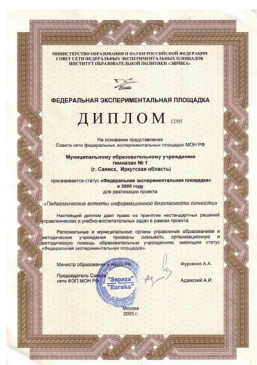 МИНИСТЕРСТВО ОБРАЗОВАНИЯ И НАУКИ РОССИЙСКОЙ ФЕДЕРАЦИИ
СОВЕТ СЕТИ ФЕДЕРАЛЬНЫХ ЭКСПЕРИМЕНТАЛЬНЫХ ПЛОЩАДОК
ИНСТИТУТ ОБРАЗОВАТЕЛЬНОЙ ПОЛИТИКИ "ЭВРИКА"
ФЕДЕРАЛЬНАЯ ЭКСПЕРИМЕНТАЛЬНАЯ ПЛОЩАДКА
ДИПЛОМ 12/05
На основании представления
Совета сети федеральных экспериментальных площадок МОН РФ
Муниципальному образовательному учреждению
гимназия № 1
(г. Саянск, Иркутская область)
присваивается статус «Федеральная экспериментальная площадка»
в 2005 году
для реализации проекта
«Педагогические аспекты информационной безопасности личности»
Настоящий диплом дает право на принятие нестандартных решений
управленческих и учебно-воспитательных задач в рамках проекта.
Региональные и муниципальные органы управления образованием и
методические учреждения призваны оказывать организационную и
методическую помощь образовательным учреждениям, имеющим статус
«Федеральная экспериментальная площадка»
Министр образования и науки РФ Фурсенко А.А.
Председатель Совета
сети ФЭП МОН РФ Адамский А.И.
"Эврика"
"Eureka"
Москва
2005 г.